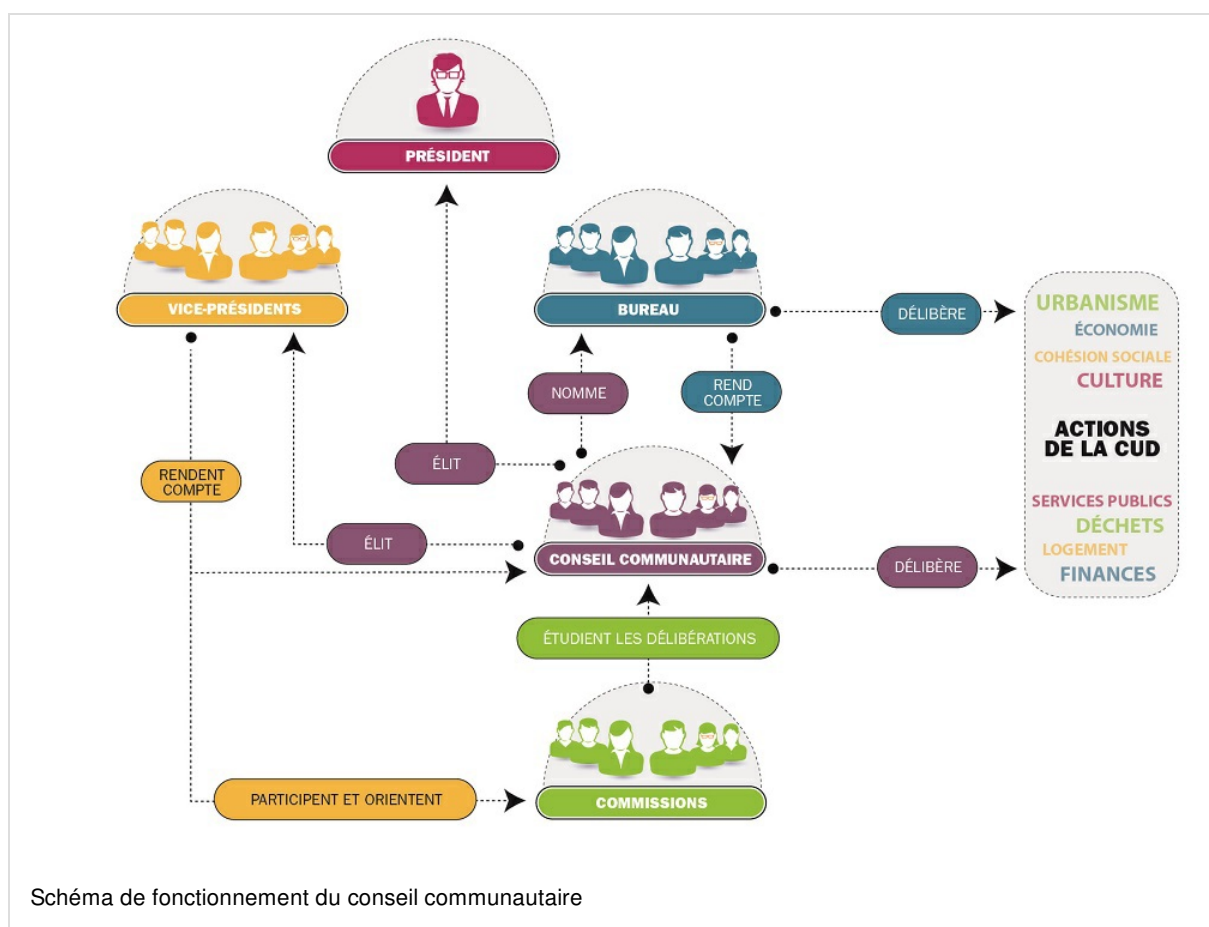 PRÉSIDENT
VICE-PRÉSIDENTS
BUREAU
DÉLIBÈRE
URBANISME
ÉCONOMIE
COHÉSION SOCIALE
CULTURE
ACTIONS
DE LA CUD
SERVICES PUBLICS
DÉCHETS
LOGEMENT
FINANCES
NOMME
REND
COMPTE
ÉLIT
RENDENT
COMPTE
ÉLIT
CONSEIL COMMUNAUTAIRE
DÉLIBÈRE
ÉTUDIENT LES DÉLIBÉRATIONS
PARTICIPENT ET ORIENTENT
COMMISSIONS
Schéma de fonctionnement du conseil communautaire